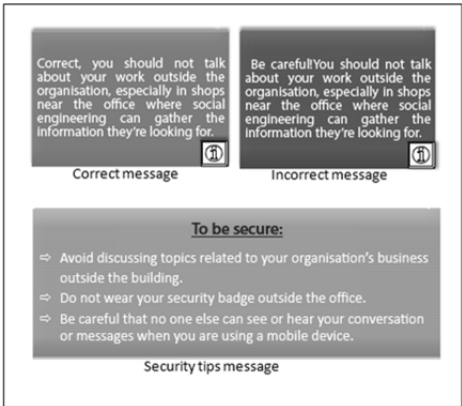 Correct, you should not talk
about your work outside the
organisation, especially in shops
near the office where social
engineering can gather the
information they're looking for.
Correct message
Be careful!You should not talk
about your work outside the
organisation, especially in shops
near the office where social
engineering can gather the
information they're looking for.
Incorrect message
To be secure:
⇨ Avoid discussing topics related to your organisation's business
outside the building.
⇨ Do not wear your security badge outside the office.
⇨ Be careful that no one else can see or hear your conversation
or messages when you are using a mobile device.
Security tips message